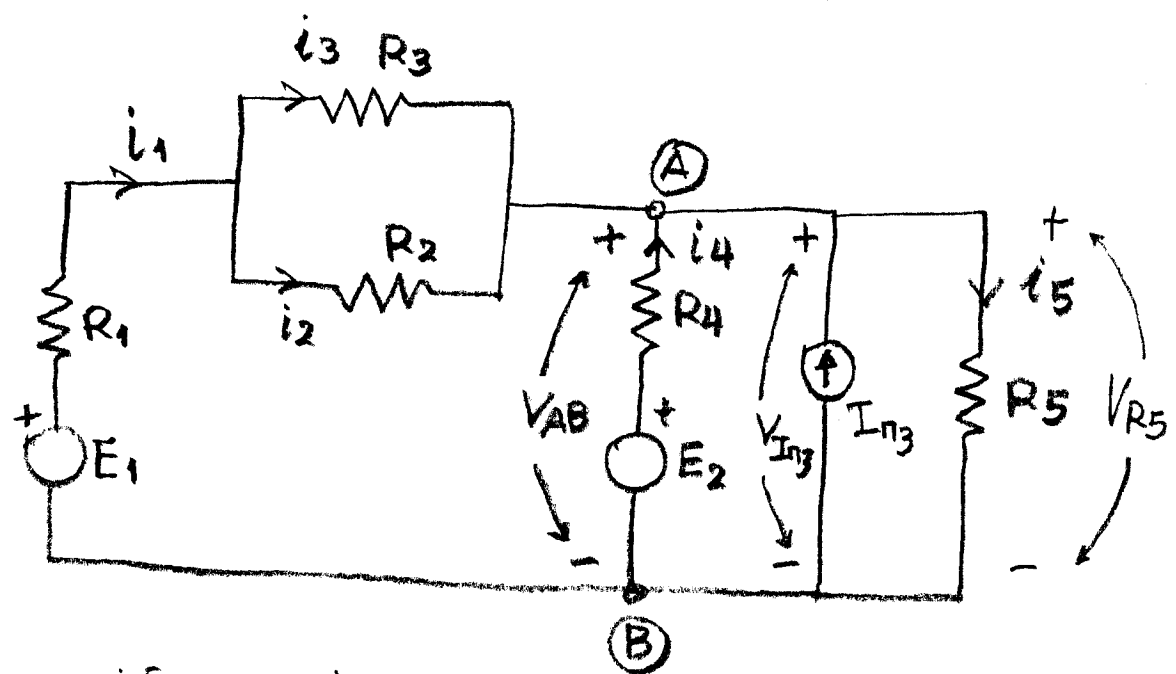 i3 R3
i1
A
R2
+ i4 +
+
i5
R1
i2
R4
VAB
+
VIn3
In3
R5
VR5
+
E1
E2
-
-
-
B